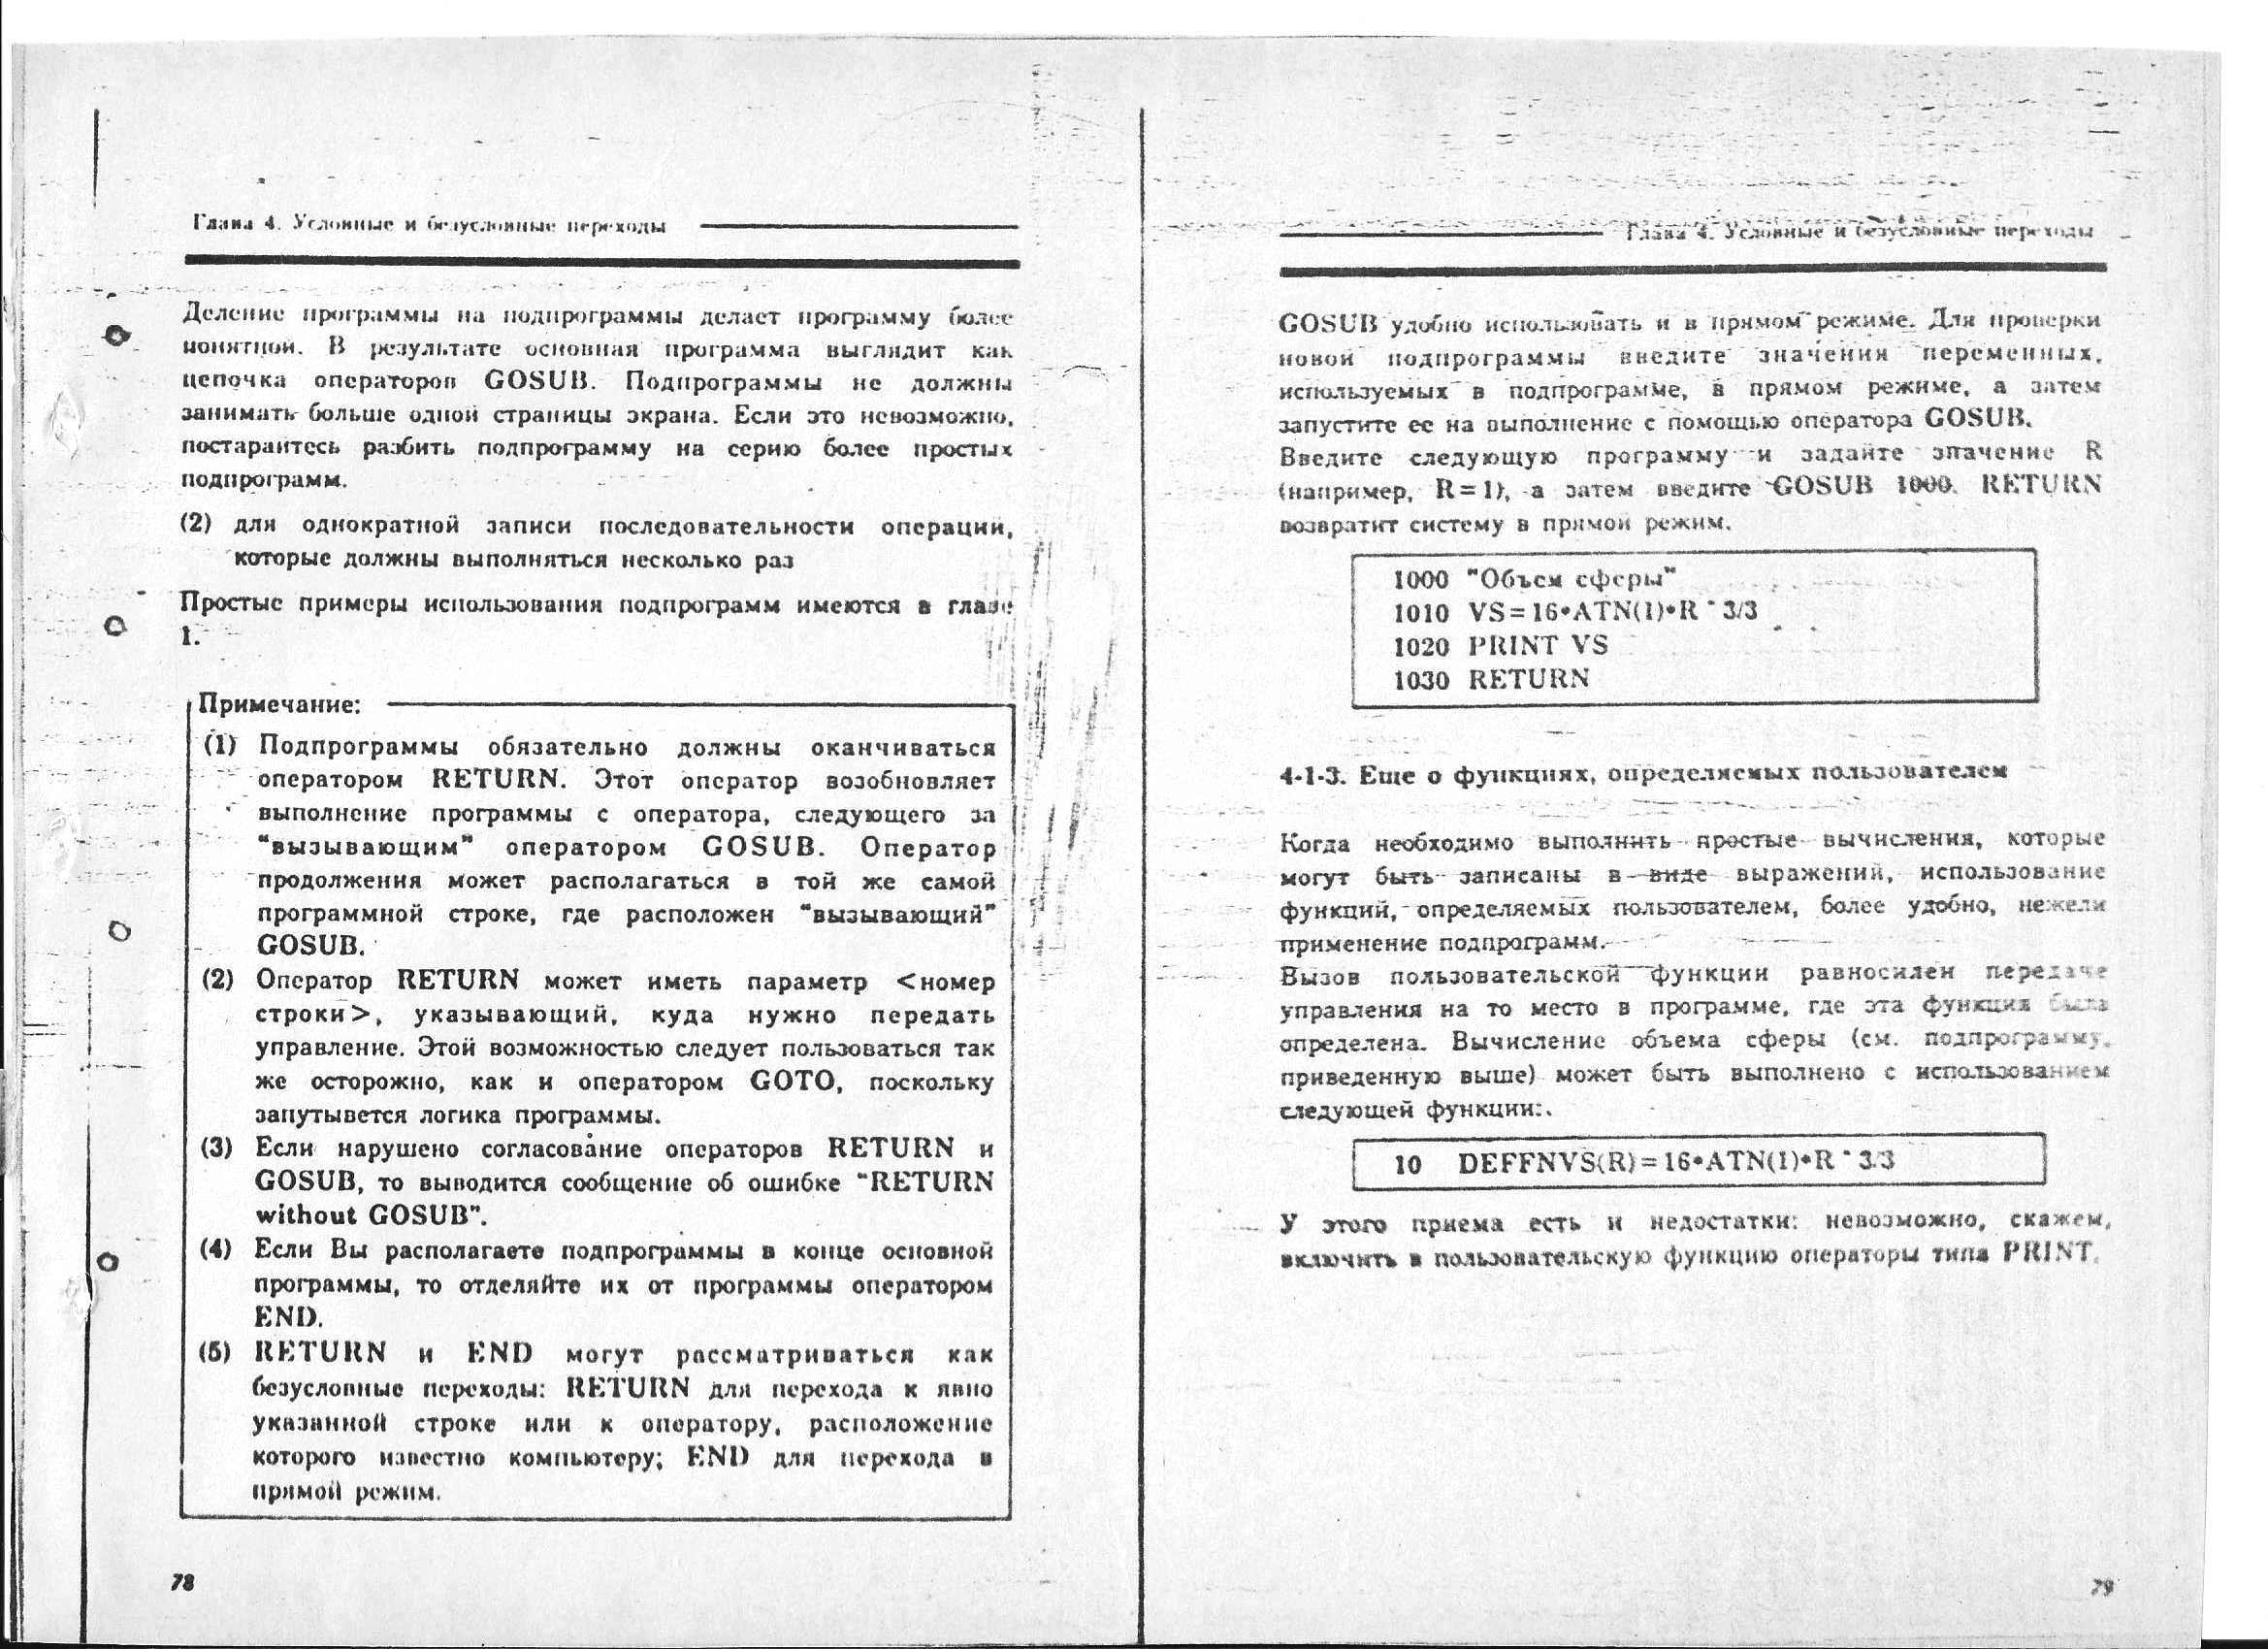 Глава 4. Условные и безусловные переходы
Деление программы на подпрограммы делает программу более
понятной. В результате основная программа выглядит как
цепочка операторов GOSUB. Подпрограммы не должны
занимать больше одной страницы экрана. Если это невозможно,
постарайтесь разбить подпрограмму на серию более простых
подпрограмм.
(2) для однократной записи последовательности операций,
которые должны выполняться несколько раз
Простые примеры использования подпрограмм имеются в главе
1.
Примечание:
(1) Подпрограммы обязательно должны оканчиваться
оператором RETURN. Этот оператор возобновляет
выполнение программы с оператора, следующего за
"вызывающим" оператором GOSUB. Оператор
продолжения может располагаться в той же самой
программной строке, где расположен "вызывающий"
GOSUB.
(2) Оператор RETURN может иметь параметр <номер
строки>, указывающий, куда нужно передать
управление. Этой возможностью следует пользоваться так
же осторожно, как и оператором GOTO, поскольку
запутывется логика программы.
(3) Если нарушено согласование операторов RETURN и
GOSUB, то выводится сообщение об ошибке "RETURN
without GOSUB".
(4) Если Вы располагаете подпрограммы в конце основной
программы, то отделяйте их от программы оператором
END.
(5) RETURN и END могут рассматриваться как
безусловные переходы: RETURN для перехода к явно
указанной строке или к оператору, расположение
которого известно компьютеру; END для перехода в
прямой режим.
78
Глава 4. Условные и безусловные переходы
GOSUB удобно использовать и в прямом режиме. Для проверки
новой подпрограммы введите значения переменных,
используемых в подпрограмме, в прямом режиме, а затем
запустите ее на выполнение с помощью оператора GOSUB.
Введите следующую программу и задайте значение R
(например, R=1), а затем введите GOSUB 1000. RETURN
возвратит систему в прямой режим.
1000 "Объем сферы"
1010 VS=16*ATN(1)*R^3/3
1020 PRINT VS
1030 RETURN
4-1-3. Еще о функциях, определяемых пользователем
Когда необходимо выполнить простые вычисления, которые
могут быть записаны в виде выражений, использование
функций, определяемых пользователем, более удобно, нежели
применение подпрограмм.
Вызов пользовательской функции равносилен передаче
управления на то место в программе, где эта функция была
определена. Вычисление объема сферы (см. подпрограмму,
приведенную выше) может быть выполнено с использованием
следующей функции:
10 DEFFNVS(R)=16*ATN(1)*R^3/3
У этого приема есть и недостатки: невозможно, скажем,
включить в пользовательскую функцию операторы типа PRINT.
79